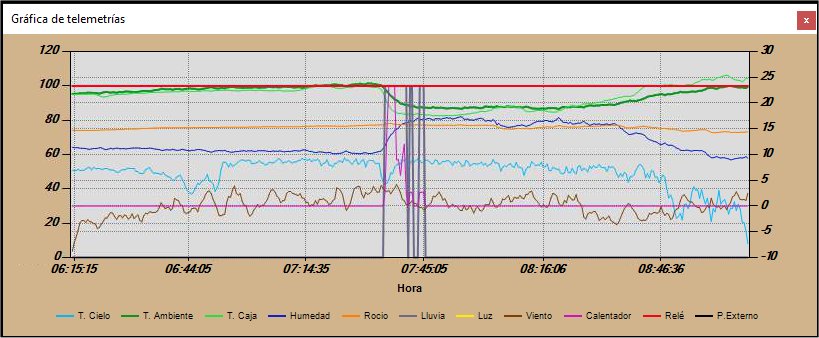 Gráfica de telemetrías
x
120 30
100 25
20
80 15
60 10
40 5
0
20 -5
0 -10
06:15:15 06:44:05 07:14:35 07:45:05 08:16:06 08:46:36
Hora
T. Cielo T. Ambiente T. Caja Humedad Rocio Lluvia Luz Viento Calentador Relé P.Externo